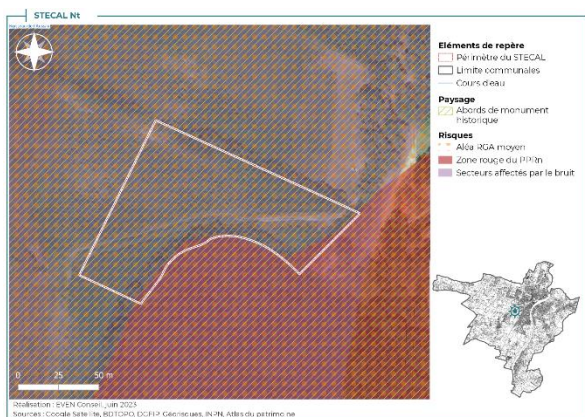 STECAL Nt
Eléments de repère
Périmètre du STECAL
Limite communales
Cours d'eau
Paysage
Abords de monument
historique
Risques
Aléa RGA moyen
Zone rouge du PPRn
Secteurs affectés par le bruit
0 25 50 m
Réalisation : EVEN Conseil, juin 2023
Sources : Google Satellite, BDTOPO, DGFIP, Géorisques, INPN, Atlas du patrimoine